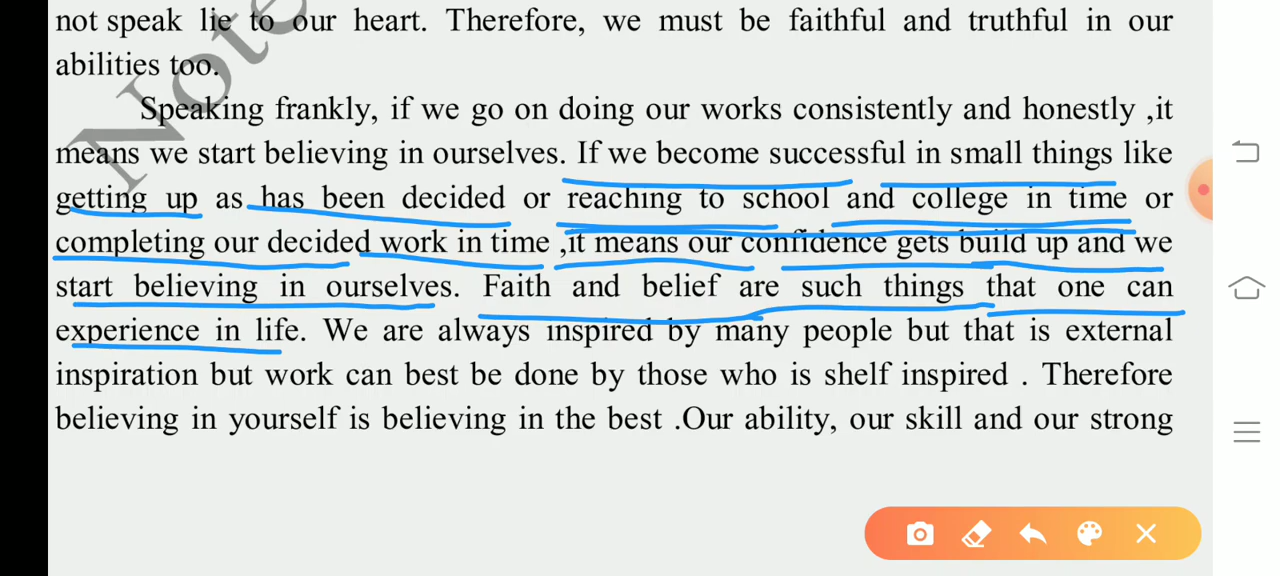 not speak lie to our heart. Therefore, we must be faithful and truthful in our
abilities too.
Speaking frankly, if we go on doing our works consistently and honestly ,it
means we start believing in ourselves. If we become successful in small things like
getting up as has been decided or reaching to school and college in time or
completing our decided work in time ,it means our confidence gets build up and we
start believing in ourselves. Faith and belief are such things that one can
experience in life. We are always inspired by many people but that is external
inspiration but work can best be done by those who is shelf inspired . Therefore
believing in yourself is believing in the best .Our ability, our skill and our strong